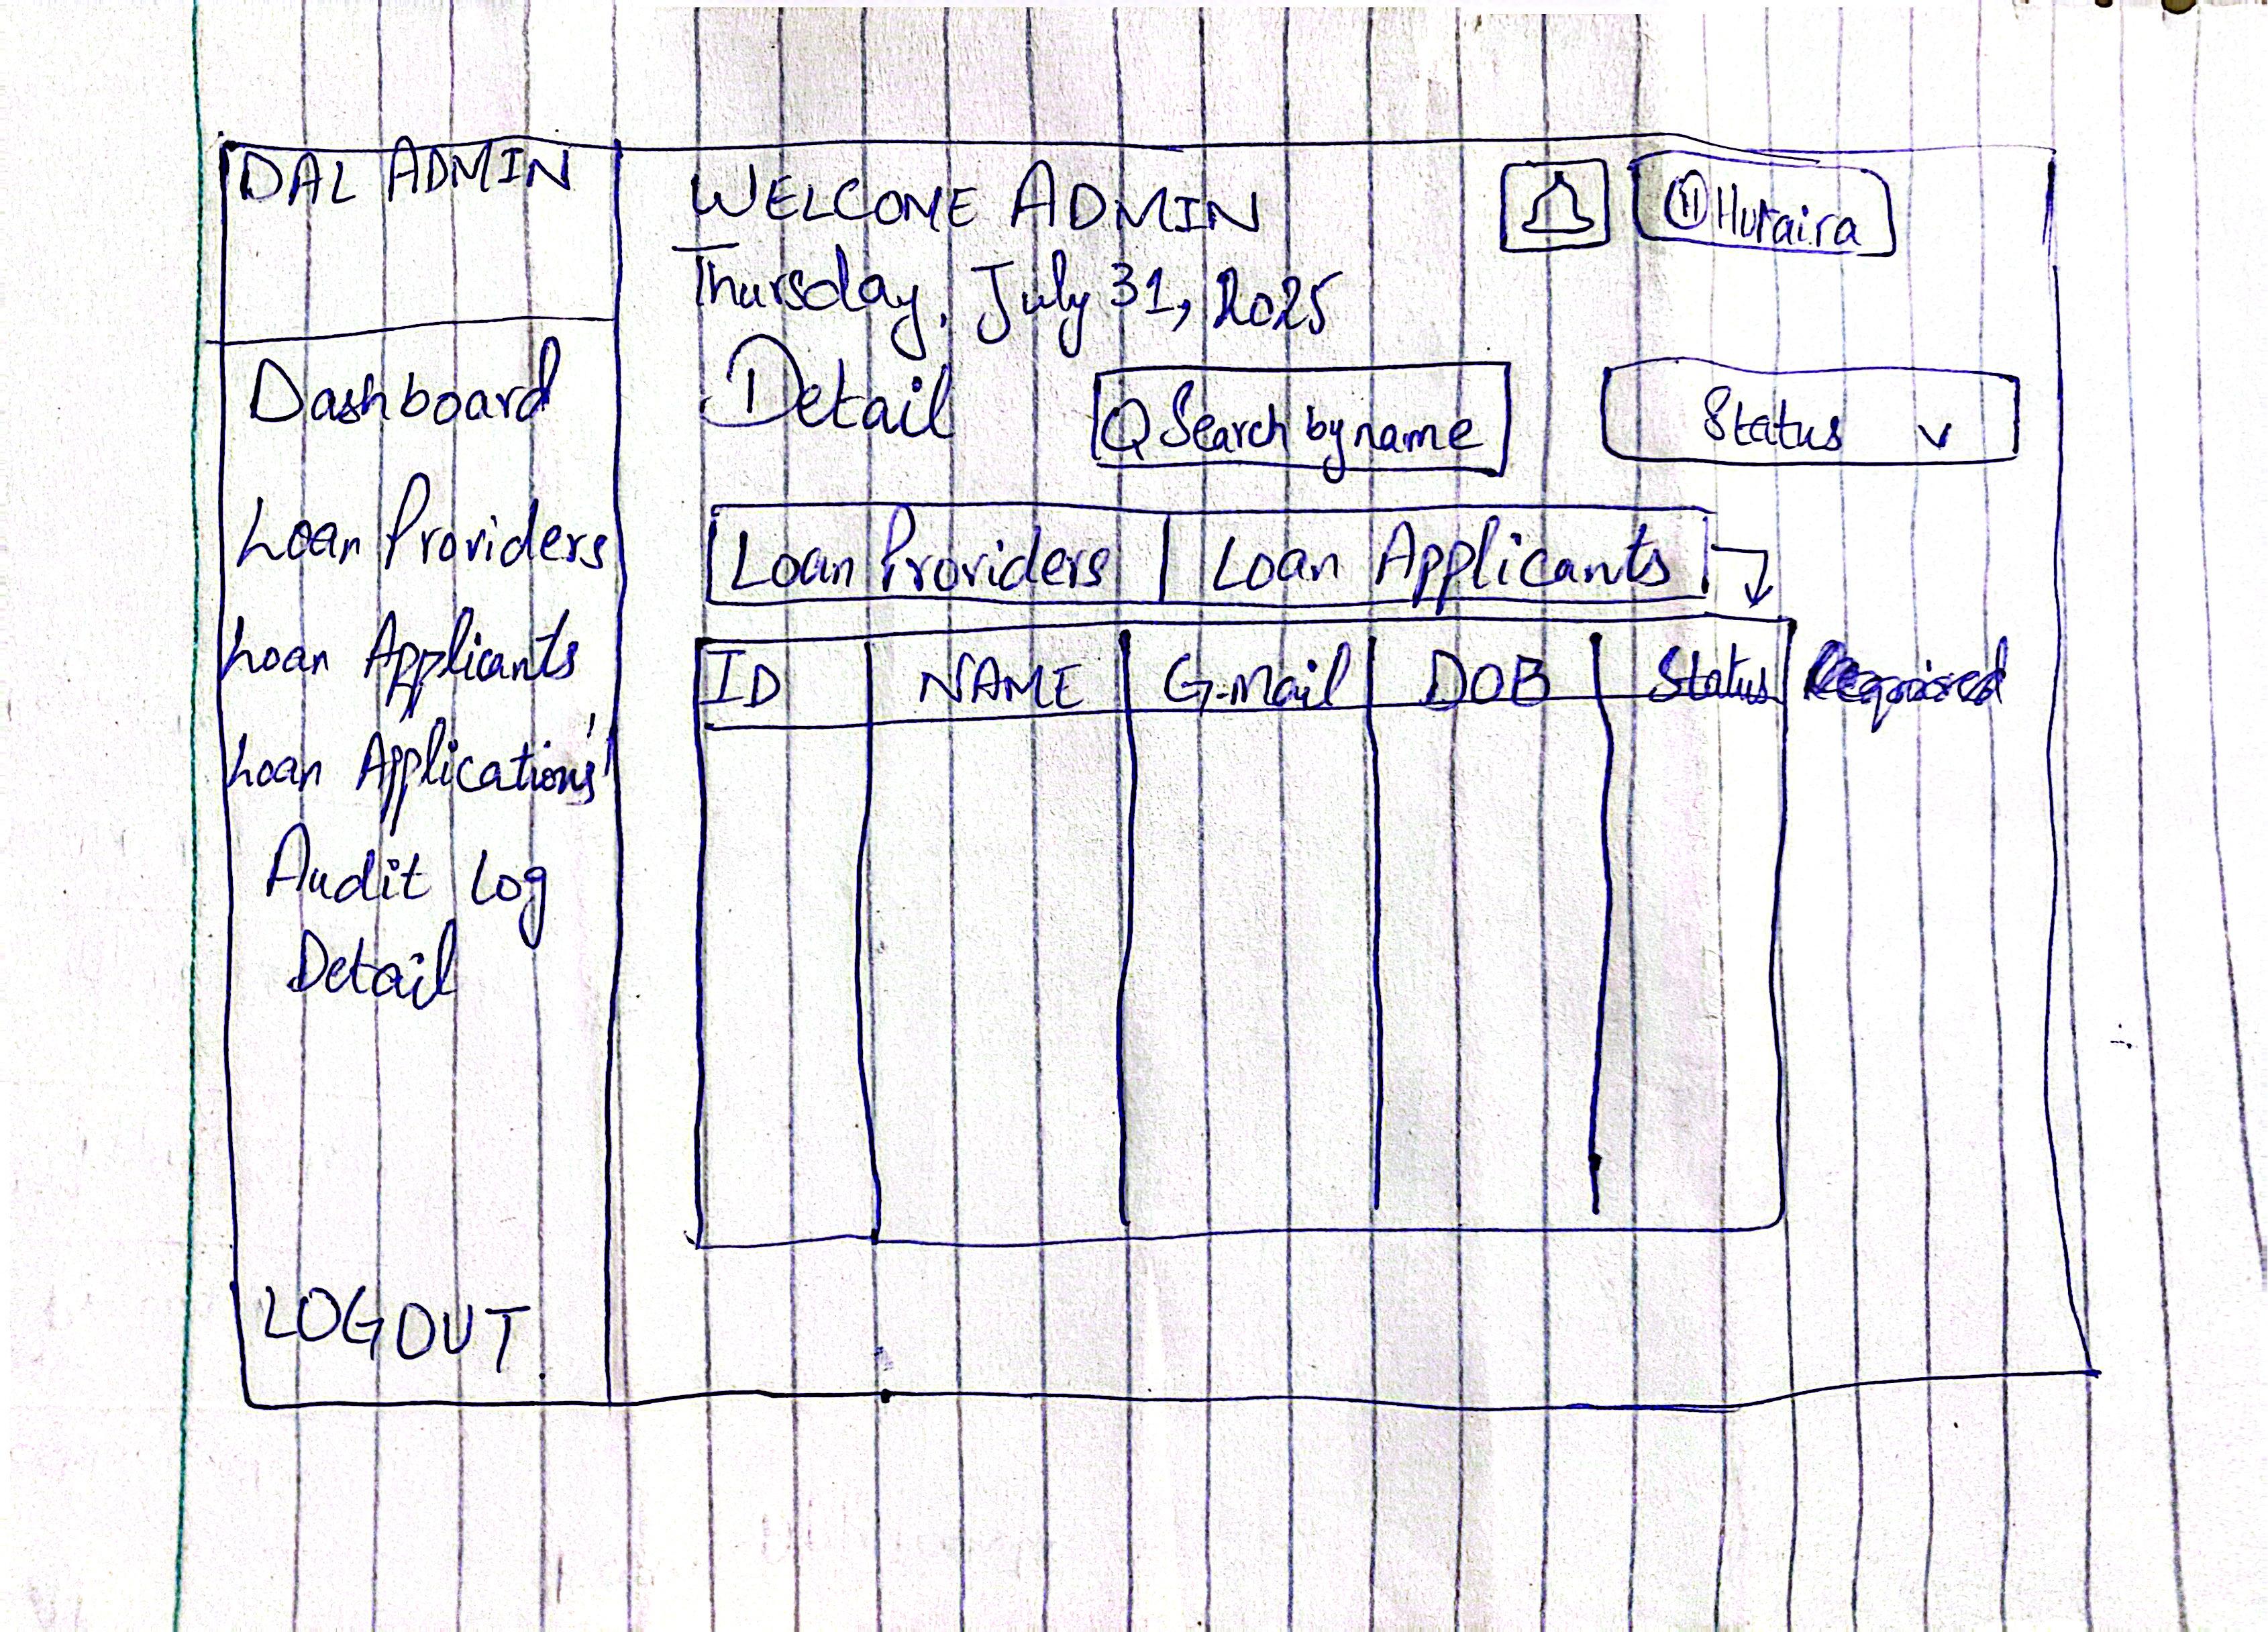 DAL ADMIN
WELCOME ADMIN
Huraira
Thursday, July 31, 2025
Dashboard
Detail
Search by name
Status
Loan Providers
Loan Providers | Loan Applicants
Loan Applicants
ID NAME G-mail DOB Status
Loan Applications
Audit Log
Detail
LOGOUT